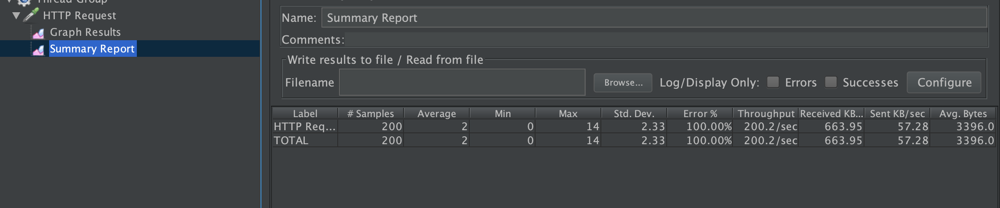 Thread Group
HTTP Request
Graph Results
Summary Report
Name: Summary Report
Comments:
Write results to file / Read from file
Filename Browse... Log/Display Only: Errors Successes Configure
Label # Samples Average Min Max Std. Dev. Error % Throughput Received KB... Sent KB/sec Avg. Bytes
HTTP Req... 200 2 0 14 2.33 100.00% 200.2/sec 663.95 57.28 3396.0
TOTAL 200 2 0 14 2.33 100.00% 200.2/sec 663.95 57.28 3396.0